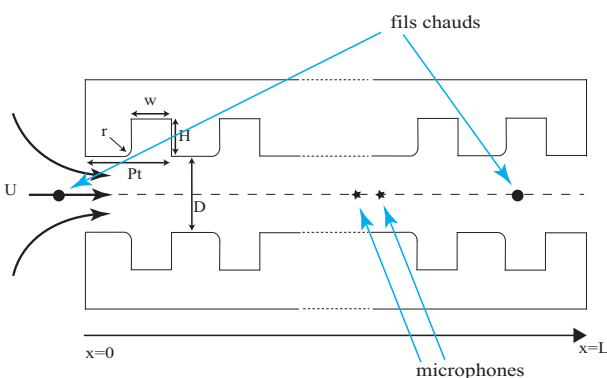 fils chauds
w
r
H
Pt
U
D
x=0
x=L
microphones